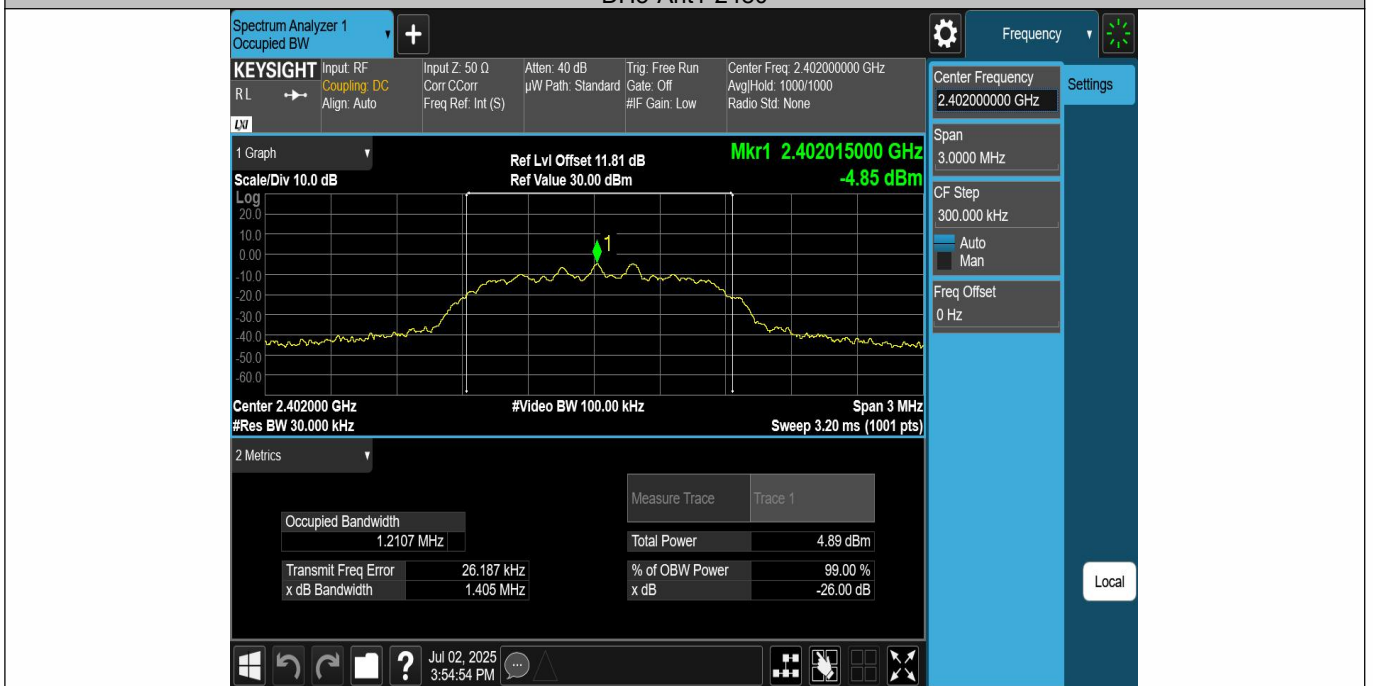 Spectrum Analyzer 1
Occupied BW
Frequency
KEYSIGHT
R L
LXI
Input: RF
Coupling: DC
Align: Auto
Input Z: 50 Ω
Corr CCorr
Freq Ref: Int (S)
Atten: 40 dB
µW Path: Standard
Trig: Free Run
Gate: Off
#IF Gain: Low
Center Freq: 2.402000000 GHz
Avg|Hold: 1000/1000
Radio Std: None
Center Frequency
2.402000000 GHz
Settings
Span
3.0000 MHz
CF Step
300.000 kHz
Auto
Man
Freq Offset
0 Hz
Local
1 Graph
Scale/Div 10.0 dB
Ref Lvl Offset 11.81 dB
Ref Value 30.00 dBm
Mkr1 2.402015000 GHz
-4.85 dBm
Log
20.0
10.0
0.00
-10.0
-20.0
-30.0
-40.0
-50.0
-60.0
1
Center 2.402000 GHz
#Video BW 100.00 kHz
Span 3 MHz
#Res BW 30.000 kHz
Sweep 3.20 ms (1001 pts)
2 Metrics
Measure Trace
Trace 1
Occupied Bandwidth
1.2107 MHz
Total Power
4.89 dBm
Transmit Freq Error
26.187 kHz
% of OBW Power
99.00 %
x dB Bandwidth
1.405 MHz
x dB
-26.00 dB
?
Jul 02, 2025
3:54:54 PM